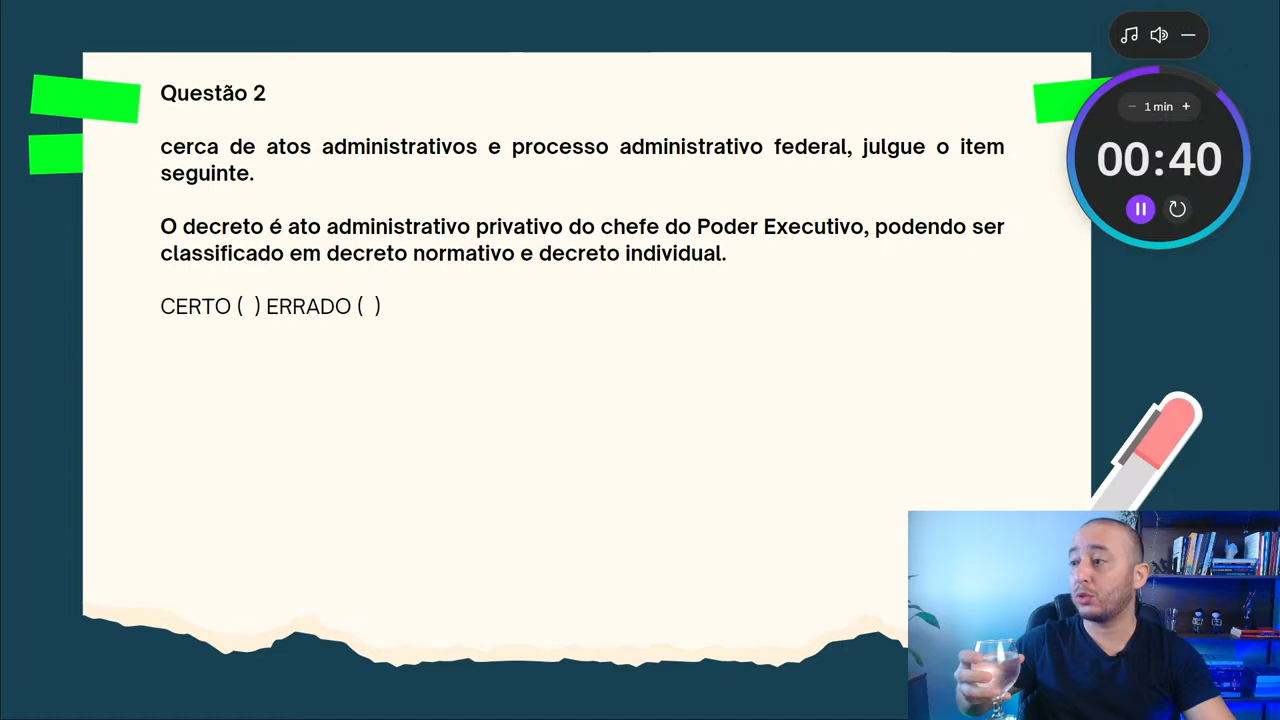 Questão 2
cerca de atos administrativos e processo administrativo federal, julgue o item
seguinte.
O decreto é ato administrativo privativo do chefe do Poder Executivo, podendo ser
classificado em decreto normativo e decreto individual.
CERTO ( ) ERRADO ( )
− 1 min +
00:40